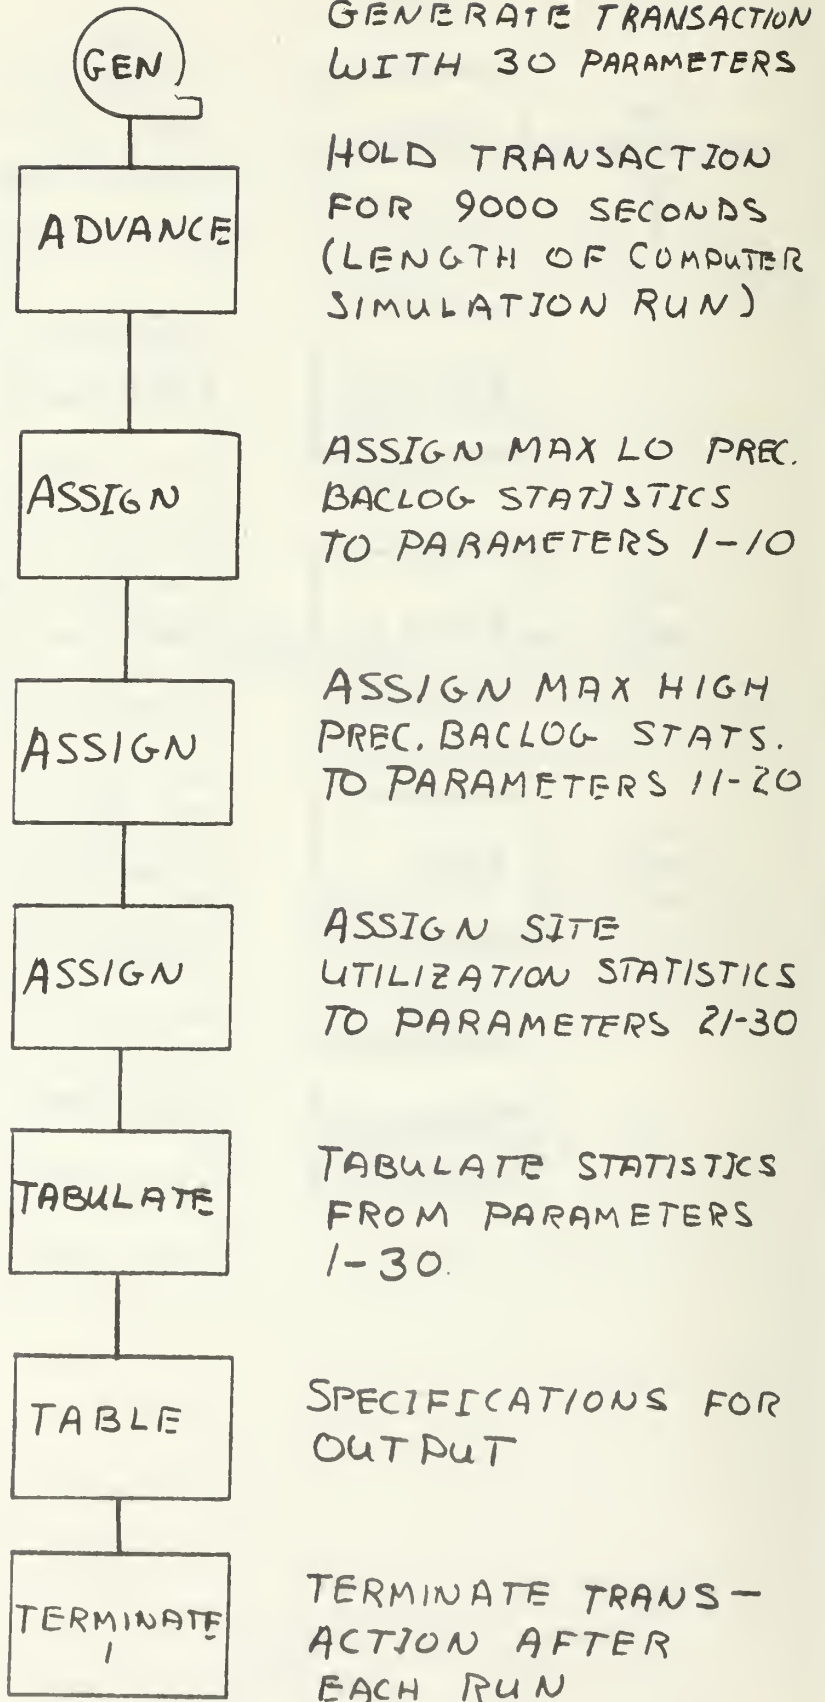 GEN
GENERATE TRANSACTION
WITH 30 PARAMETERS
ADVANCE
HOLD TRANSACTION
FOR 9000 SECONDS
(LENGTH OF COMPUTER
SIMULATION RUN)
ASSIGN
ASSIGN MAX LO PREC.
BACLOG STATISTICS
TO PARAMETERS 1-10
ASSIGN
ASSIGN MAX HIGH
PREC. BACLOG STATS.
TO PARAMETERS 11-20
ASSIGN
ASSIGN SITE
UTILIZATION STATISTICS
TO PARAMETERS 21-30
TABULATE
TABULATE STATISTICS
FROM PARAMETERS
1-30.
TABLE
SPECIFICATIONS FOR
OUTPUT
TERMINATE
1
TERMINATE TRANS-
ACTION AFTER
EACH RUN